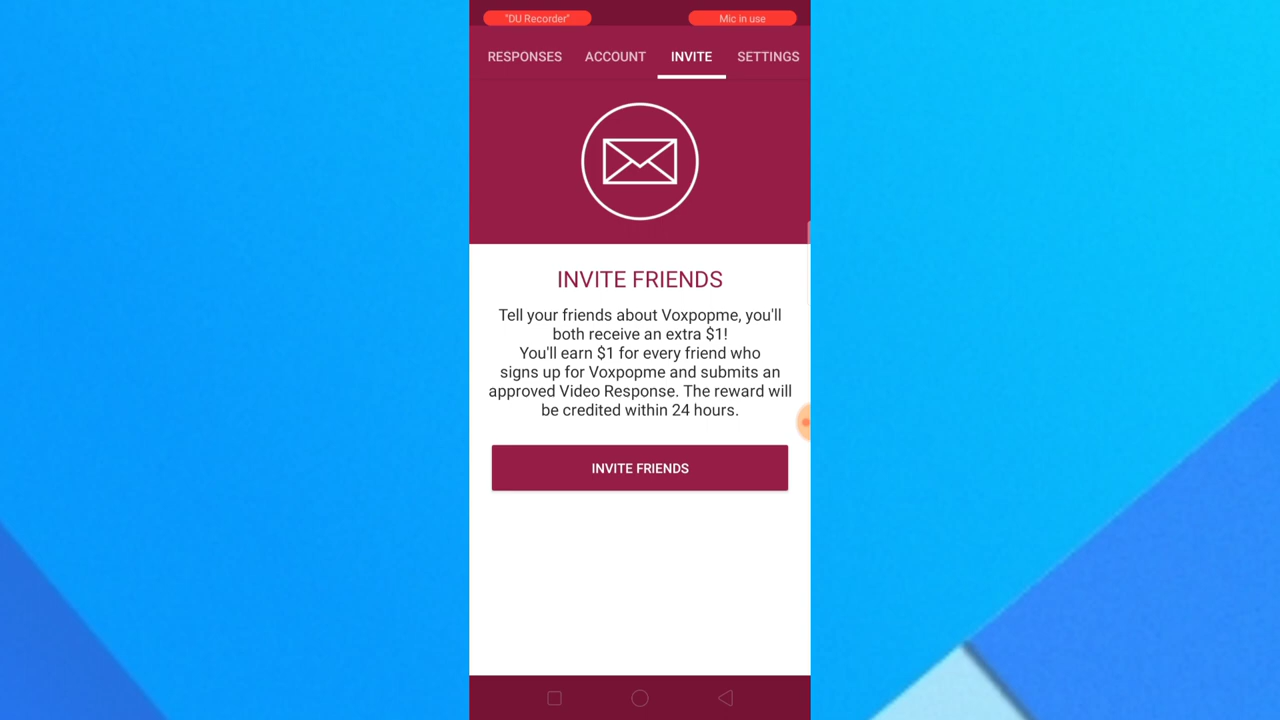 "DU Recorder"
Mic in use
RESPONSES ACCOUNT INVITE SETTINGS
INVITE FRIENDS
Tell your friends about Voxpopme, you'll
both receive an extra $1!
You'll earn $1 for every friend who
signs up for Voxpopme and submits an
approved Video Response. The reward will
be credited within 24 hours.
INVITE FRIENDS